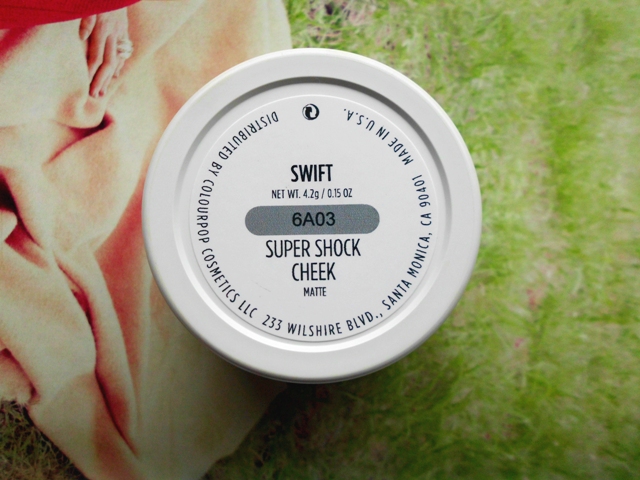 SWIFT
NET WT. 4.2g / 0.15 OZ
6A03
SUPER SHOCK
CHEEK
MATTE
DISTRIBUTED BY COLOURPOP COSMETICS LLC 233 WILSHIRE BLVD., SANTA MONICA, CA 90401 MADE IN U.S.A.